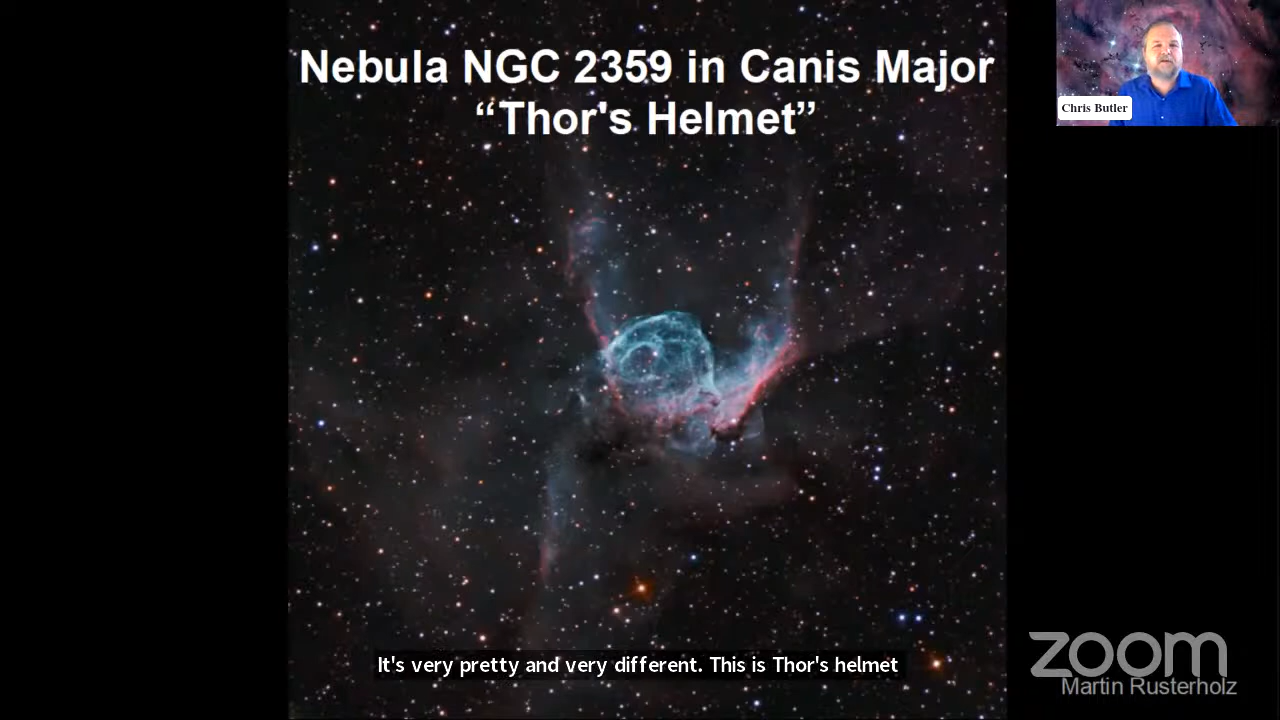 Nebula NGC 2359 in Canis Major
“Thor's Helmet”
Chris Butler
It's very pretty and very different. This is Thor's helmet
zoom
Martin Rusterholz